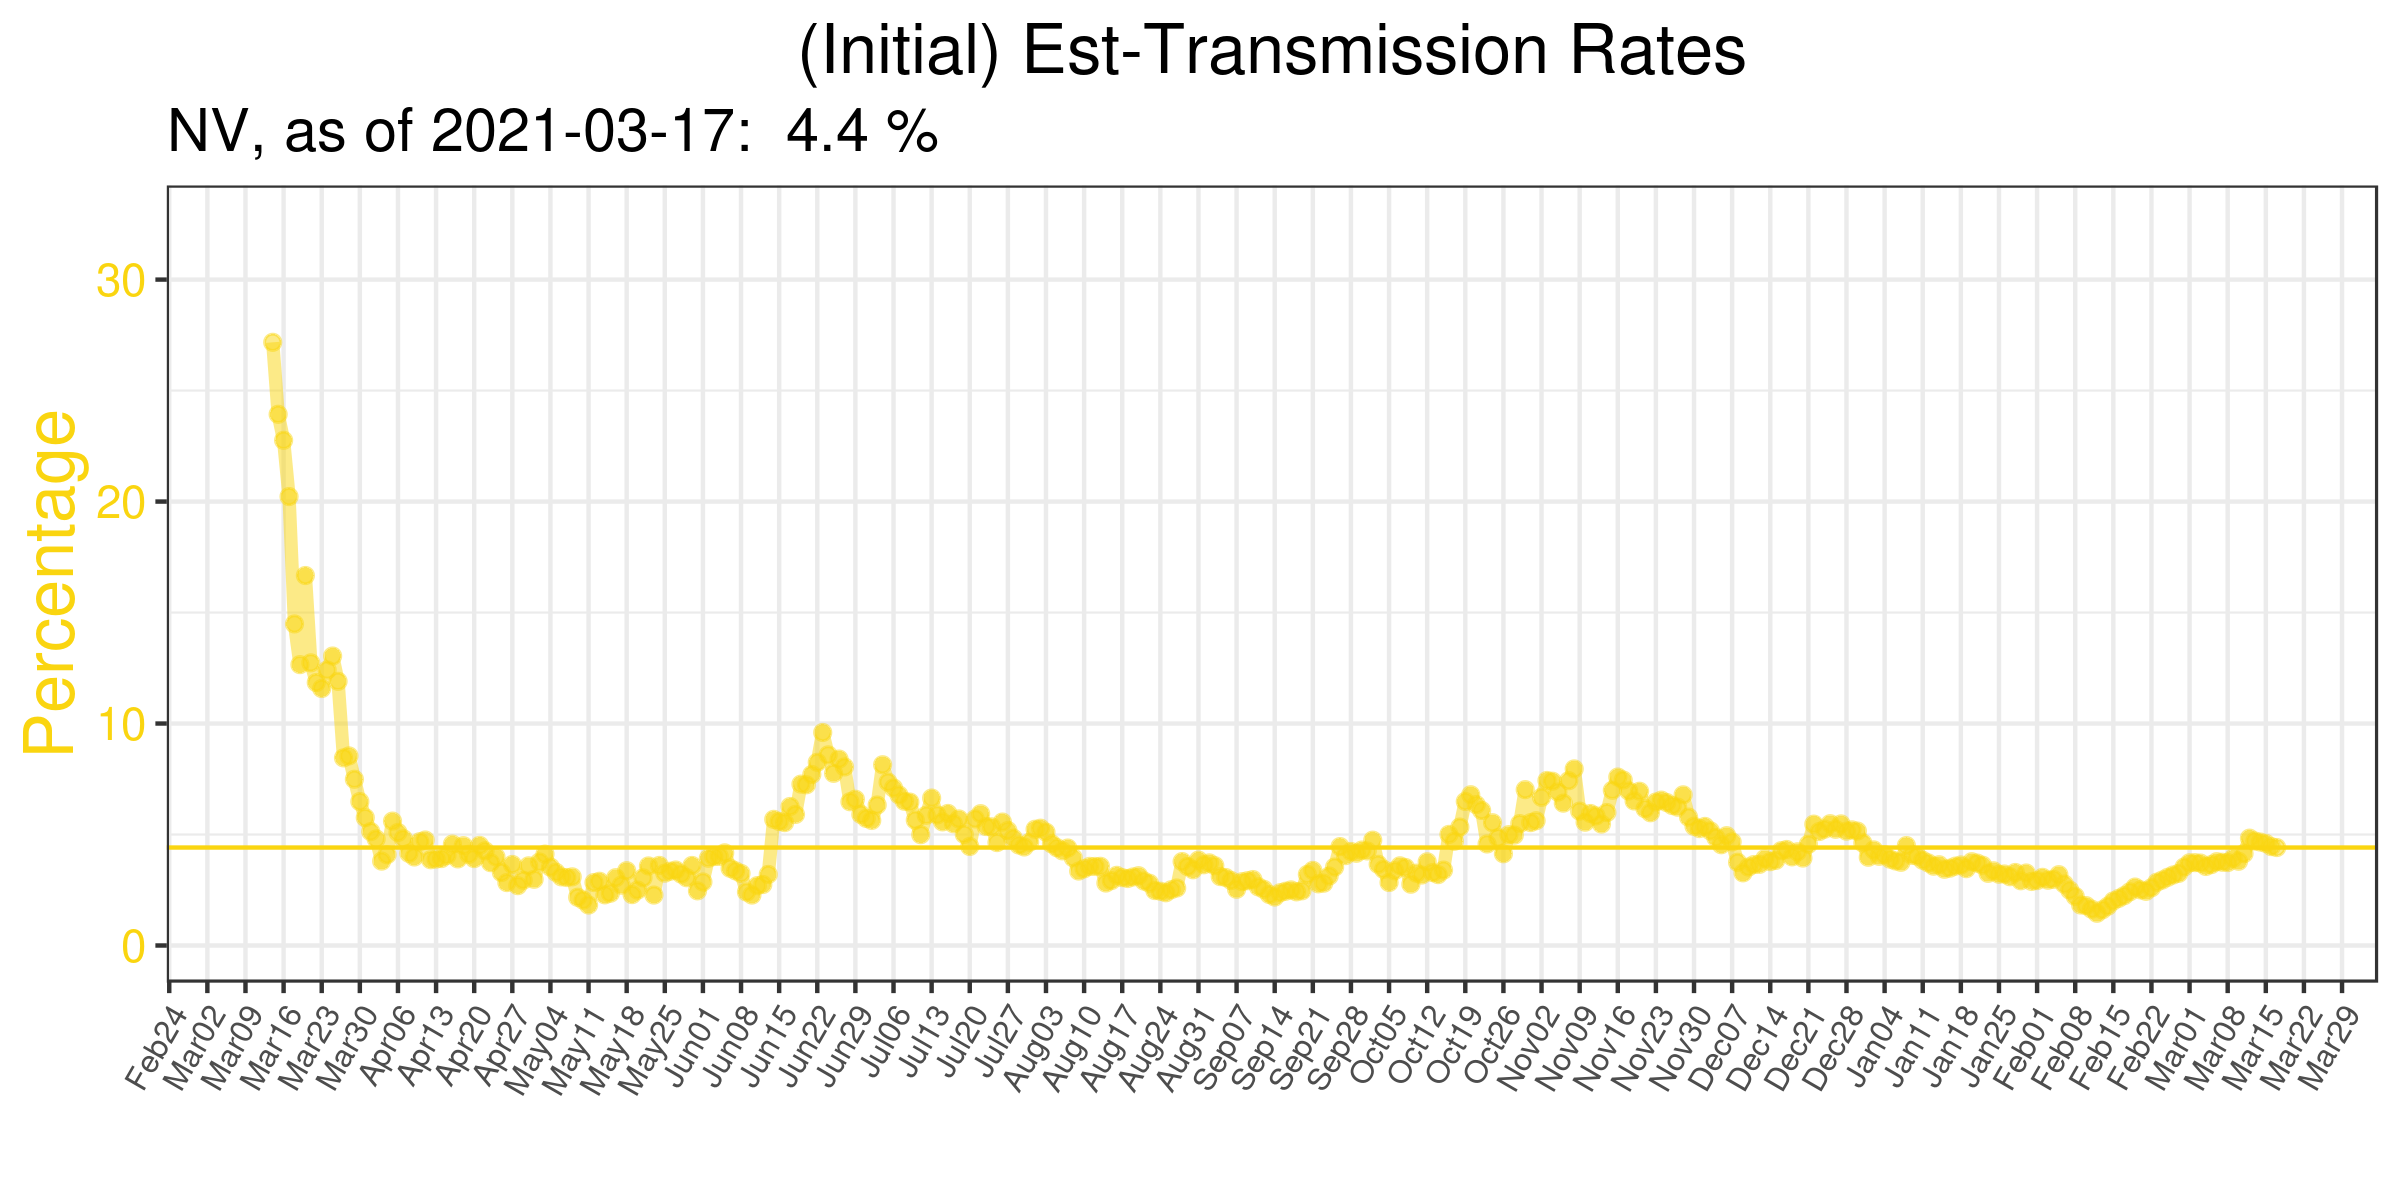 (Initial) Est-Transmission Rates
NV, as of 2021-03-17:  4.4 %
Percentage
30
20
10
0
Feb24
Mar02
Mar09
Mar16
Mar23
Mar30
Apr06
Apr13
Apr20
Apr27
May04
May11
May18
May25
Jun01
Jun08
Jun15
Jun22
Jun29
Jul06
Jul13
Jul20
Jul27
Aug03
Aug10
Aug17
Aug24
Aug31
Sep07
Sep14
Sep21
Sep28
Oct05
Oct12
Oct19
Oct26
Nov02
Nov09
Nov16
Nov23
Nov30
Dec07
Dec14
Dec21
Dec28
Jan04
Jan11
Jan18
Jan25
Feb01
Feb08
Feb15
Feb22
Mar01
Mar08
Mar15
Mar22
Mar29